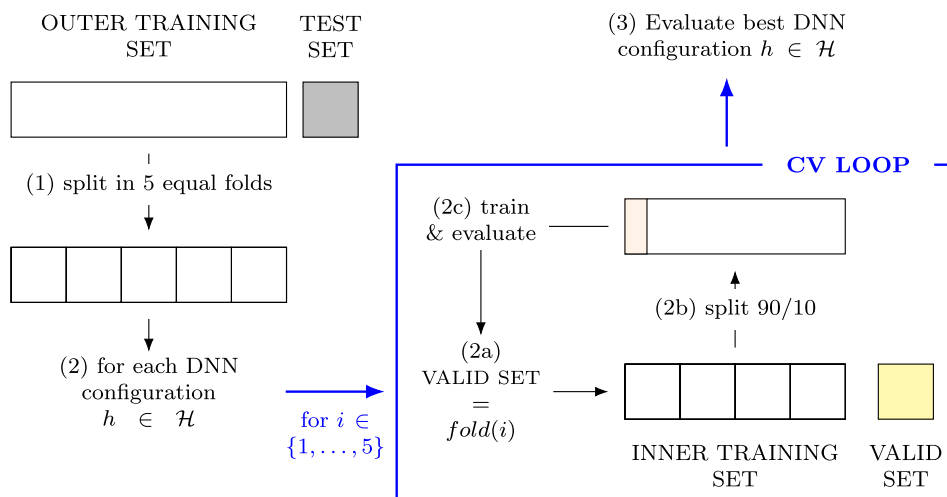 OUTER TRAINING
SET
TEST
SET
(1) split in 5 equal folds
(2) for each DNN
configuration
h ∈ ℋ
for i ∈
{1, . . . , 5}
(3) Evaluate best DNN
configuration h ∈ ℋ
CV LOOP
(2c) train
& evaluate
(2b) split 90/10
(2a)
VALID SET
=
fold(i)
INNER TRAINING
SET
VALID
SET